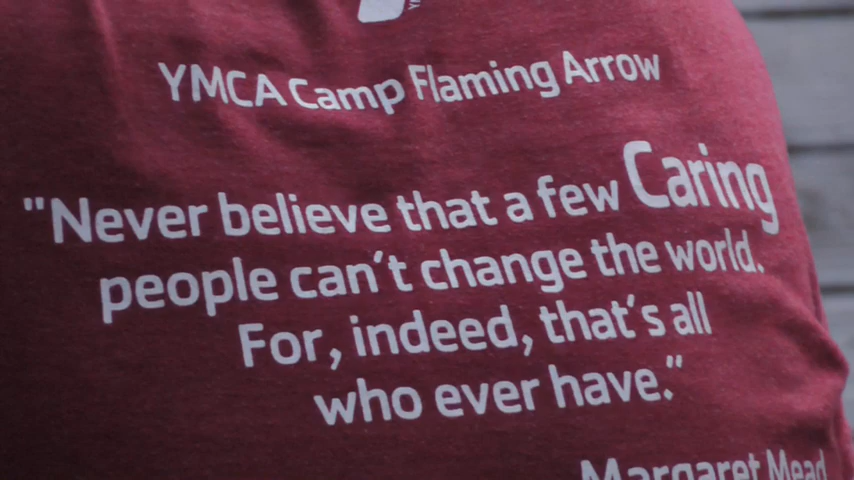 YMCA Camp Flaming Arrow
"Never believe that a few Caring
people can't change the world.
For, indeed, that's all
who ever have."
Margaret Mead